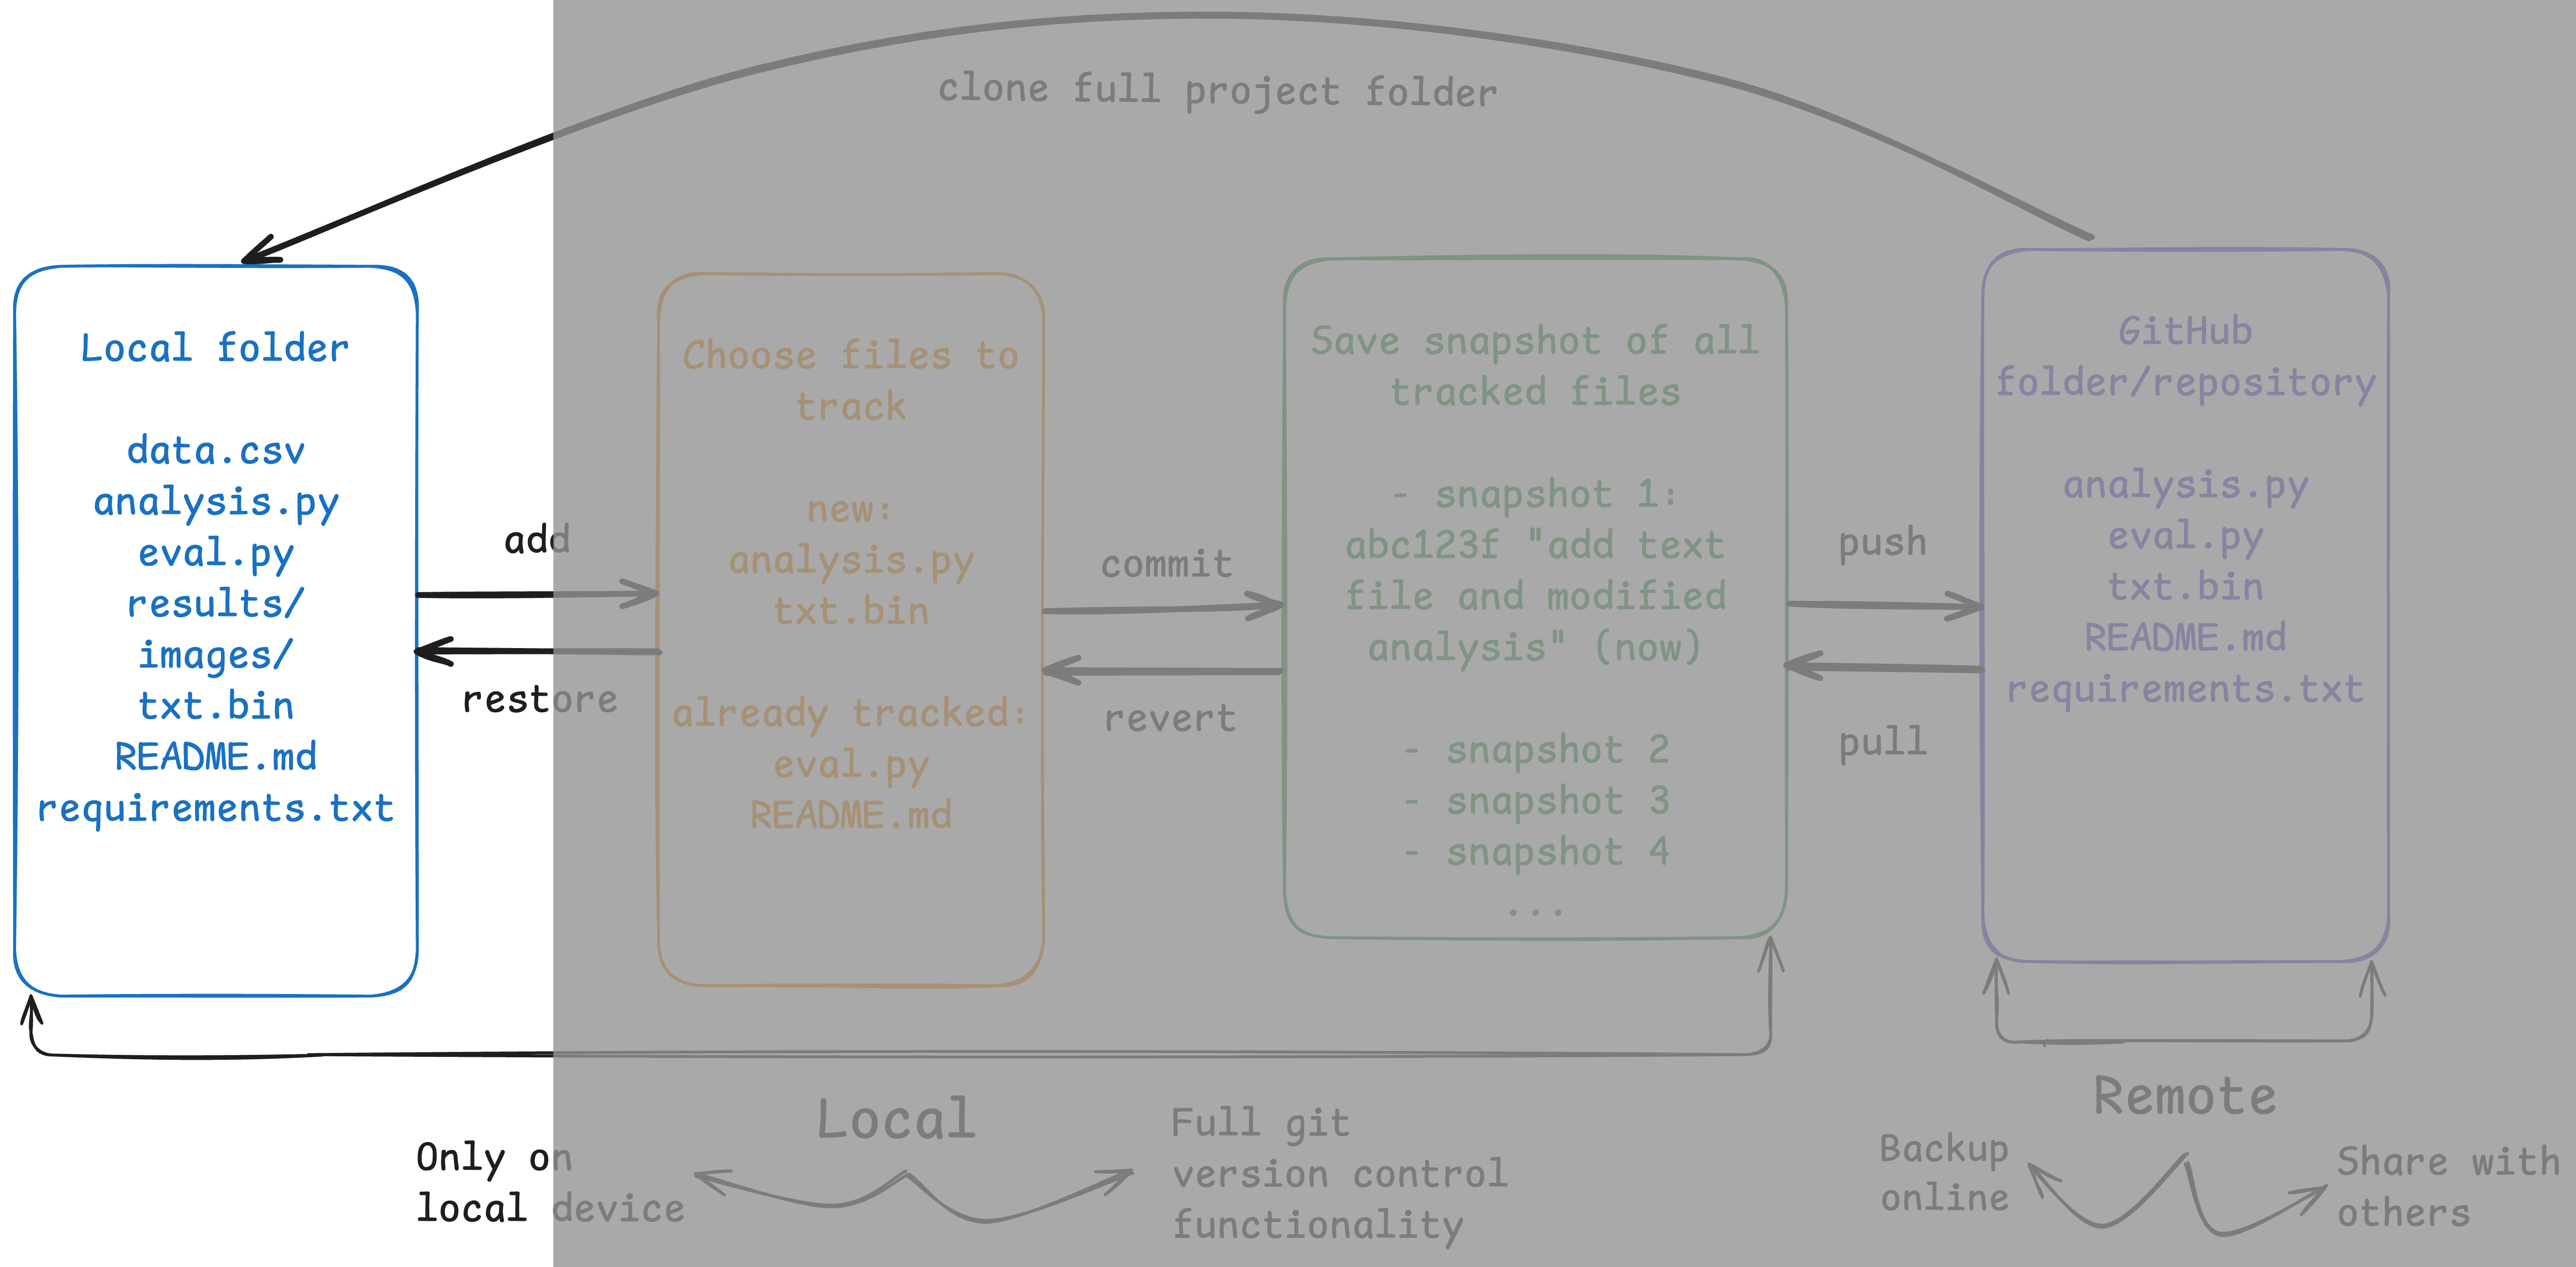 clone full project folder
Local folder
data.csv
analysis.py
eval.py
results/
images/
txt.bin
README.md
requirements.txt
add
restore
Choose files to
track
new:
analysis.py
txt.bin
already tracked:
eval.py
README.md
commit
revert
Save snapshot of all
tracked files
- snapshot 1:
abc123f "add text
file and modified
analysis" (now)
- snapshot 2
- snapshot 3
- snapshot 4
...
push
pull
GitHub
folder/repository
analysis.py
eval.py
txt.bin
README.md
requirements.txt
Local
Only on
local device
Full git
version control
functionality
Remote
Backup
online
Share with
others